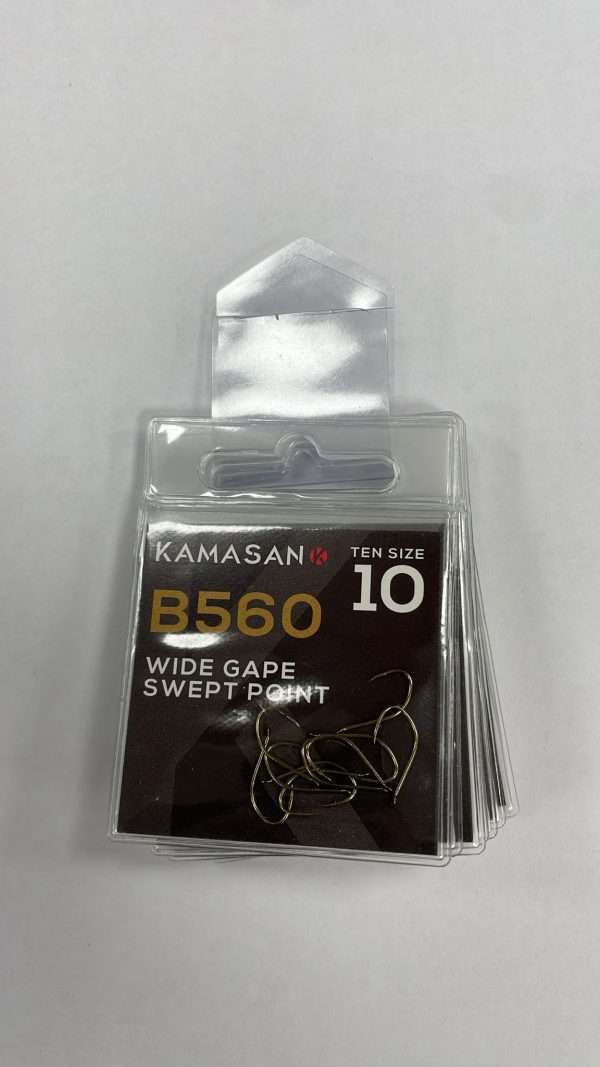 KAMASAN K
TEN SIZE
10
B560
WIDE GAPE
SWEPT POINT